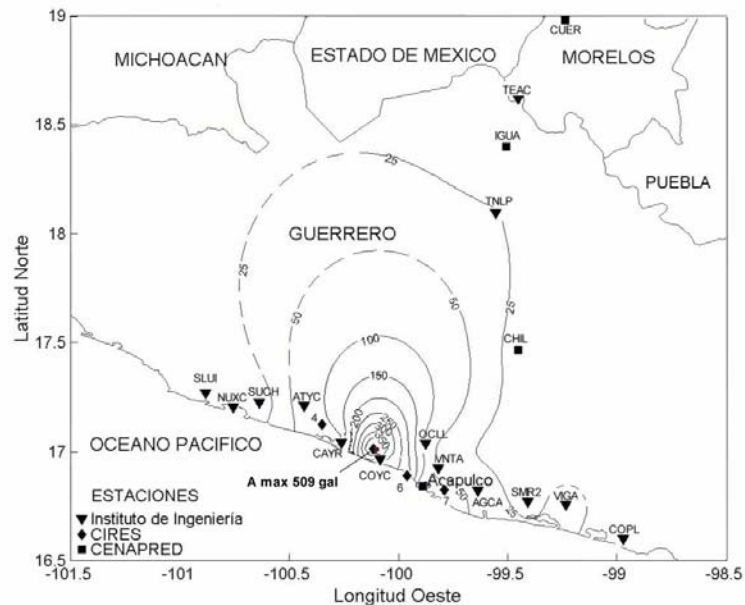 19
18.5
18
17.5
17
16.5
Latitud Norte
MICHOACAN
ESTADO DE MEXICO
CUER
MORELOS
TEAC
IGUA
PUEBLA
25
TNLP
GUERRERO
25
50
50
25
100
CHIL
150
SLUI
NUXC
SUCH
ATYC
4
200
OCEANO PACIFICO
CAYR
OCLL
VNTA
A max 509 gal
COYC
6
Acapulco
7
50
AGCA
SMR2
25
VIGA
COPL
ESTACIONES
Instituto de Ingeniería
CIRES
CENAPRED
-101.5
-101
-100.5
-100
-99.5
-99
-98.5
Longitud Oeste